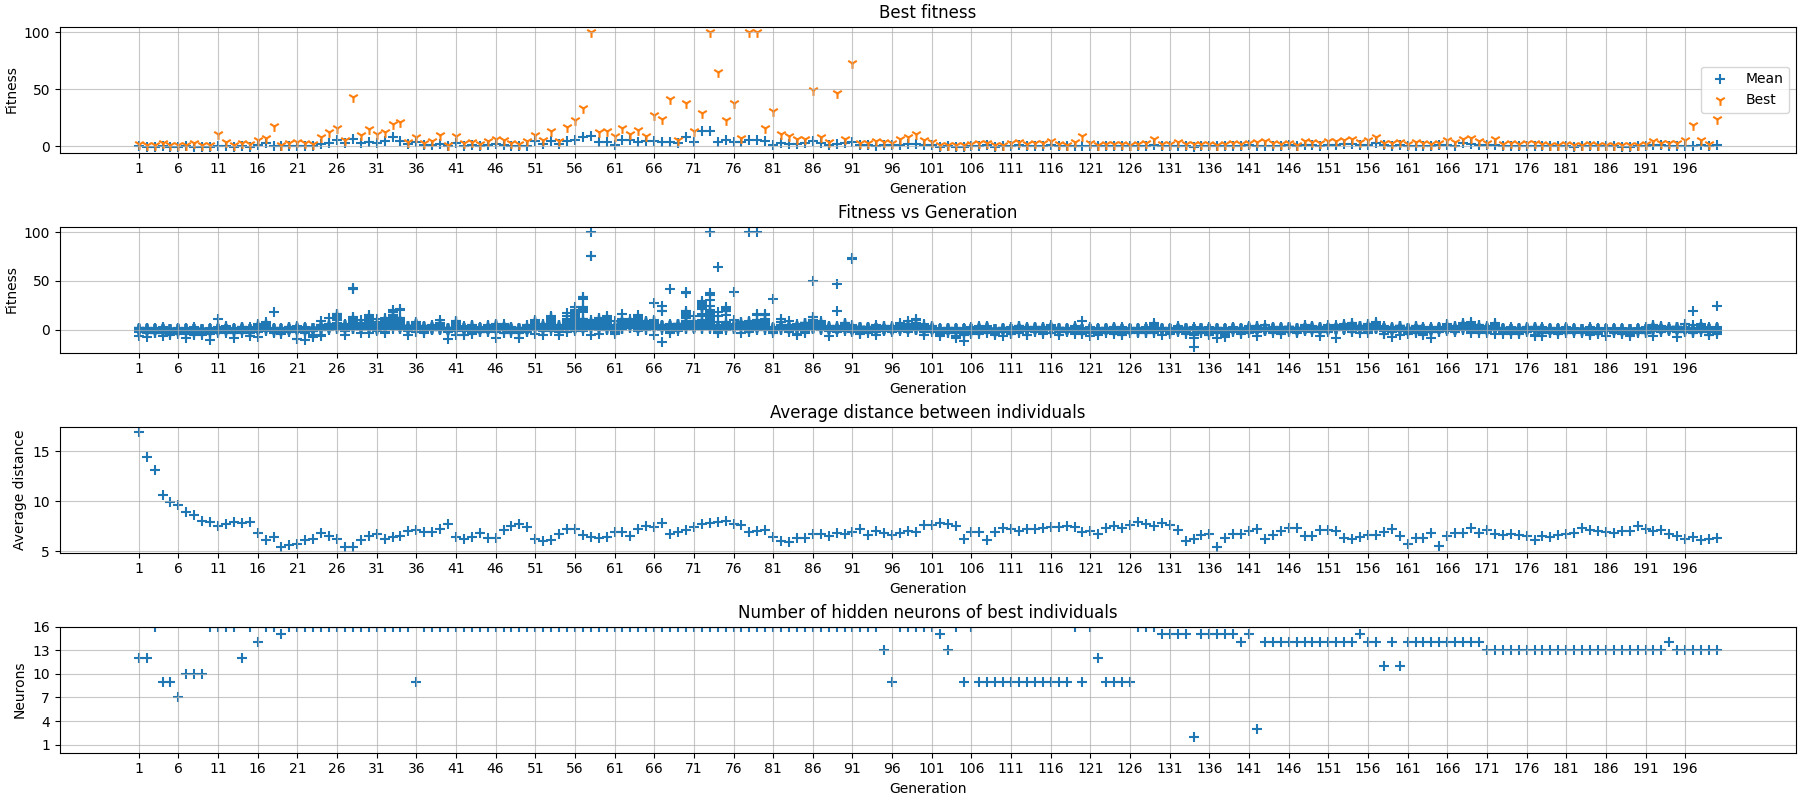 Best fitness
Fitness
100
50
0
Mean
Best
1 6 11 16 21 26 31 36 41 46 51 56 61 66 71 76 81 86 91 96 101 106 111 116 121 126 131 136 141 146 151 156 161 166 171 176 181 186 191 196
Generation
Fitness vs Generation
Fitness
100
50
0
1 6 11 16 21 26 31 36 41 46 51 56 61 66 71 76 81 86 91 96 101 106 111 116 121 126 131 136 141 146 151 156 161 166 171 176 181 186 191 196
Generation
Average distance between individuals
Average distance
15
10
5
1 6 11 16 21 26 31 36 41 46 51 56 61 66 71 76 81 86 91 96 101 106 111 116 121 126 131 136 141 146 151 156 161 166 171 176 181 186 191 196
Generation
Number of hidden neurons of best individuals
Neurons
16
13
10
7
4
1
1 6 11 16 21 26 31 36 41 46 51 56 61 66 71 76 81 86 91 96 101 106 111 116 121 126 131 136 141 146 151 156 161 166 171 176 181 186 191 196
Generation